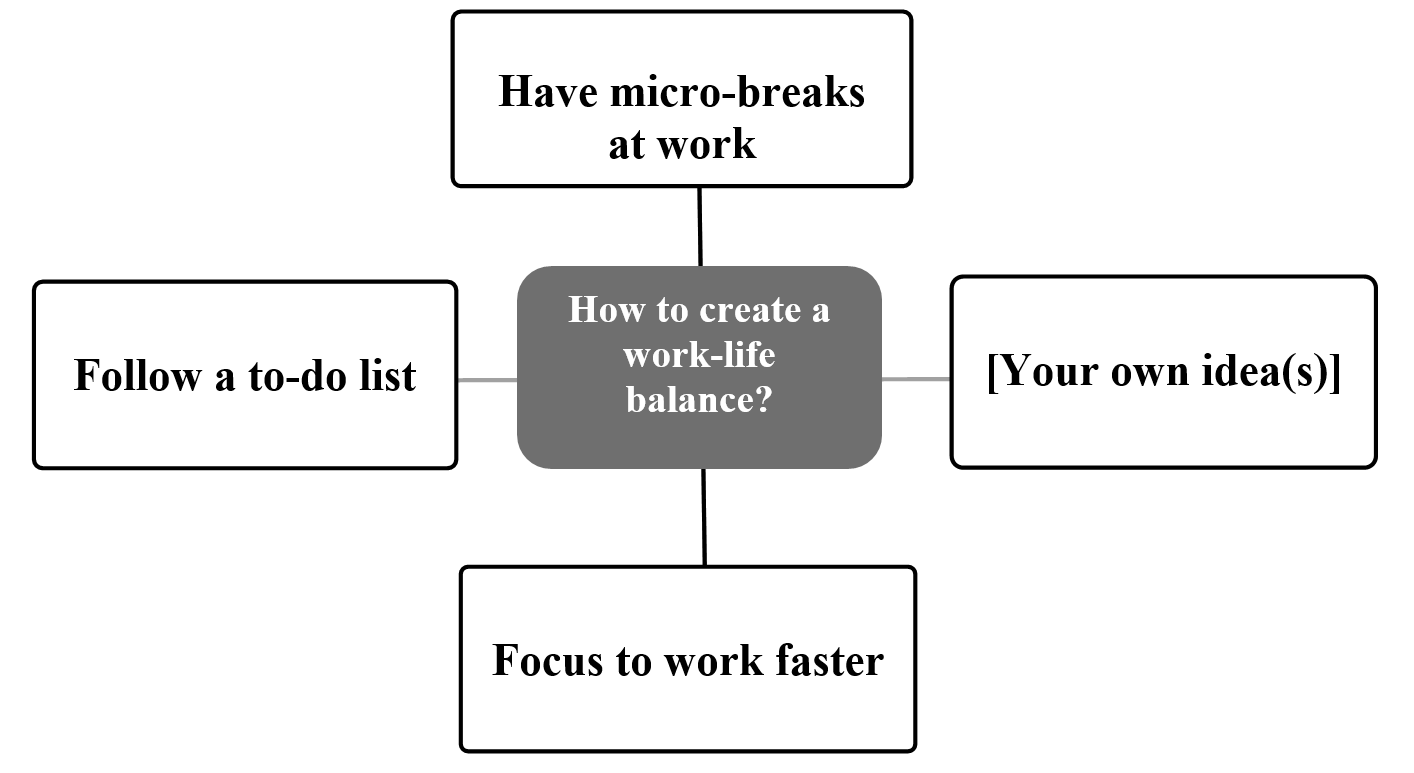 Have micro-breaks
at work
Follow a to-do list
How to create a
work-life
balance?
[Your own idea(s)]
Focus to work faster